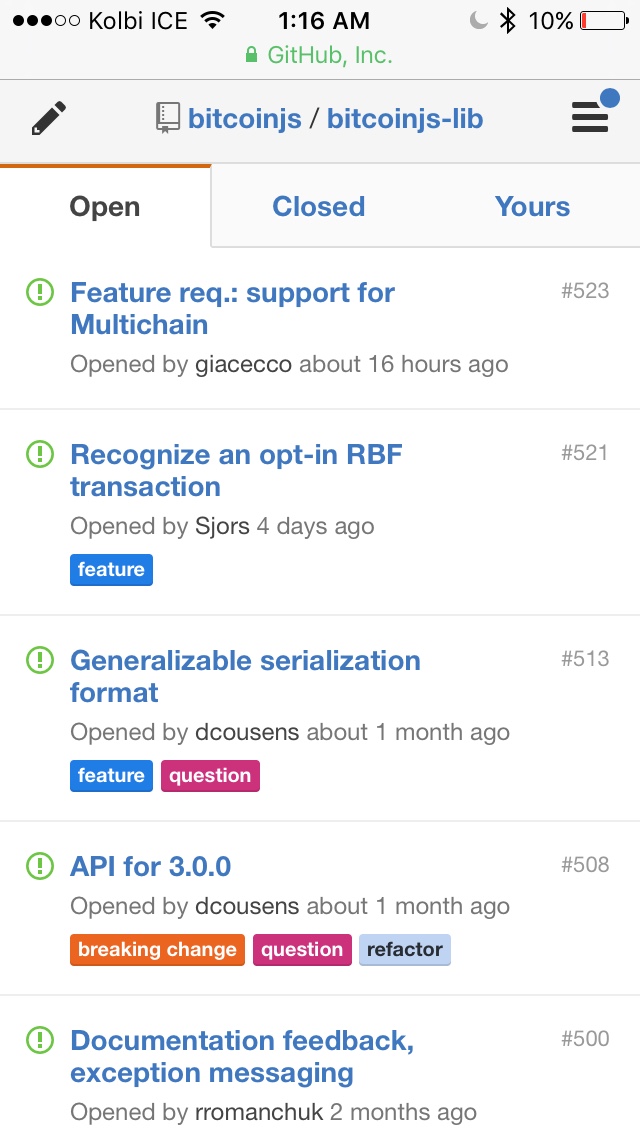 Kolbi ICE 1:16 AM 10%
GitHub, Inc.
bitcoinjs / bitcoinjs-lib
Open Closed Yours
Feature req.: support for #523
Multichain
Opened by giacecco about 16 hours ago
Recognize an opt-in RBF #521
transaction
Opened by Sjors 4 days ago
feature
Generalizable serialization #513
format
Opened by dcousens about 1 month ago
feature question
API for 3.0.0 #508
Opened by dcousens about 1 month ago
breaking change question refactor
Documentation feedback, #500
exception messaging
Opened by rromanchuk 2 months ago